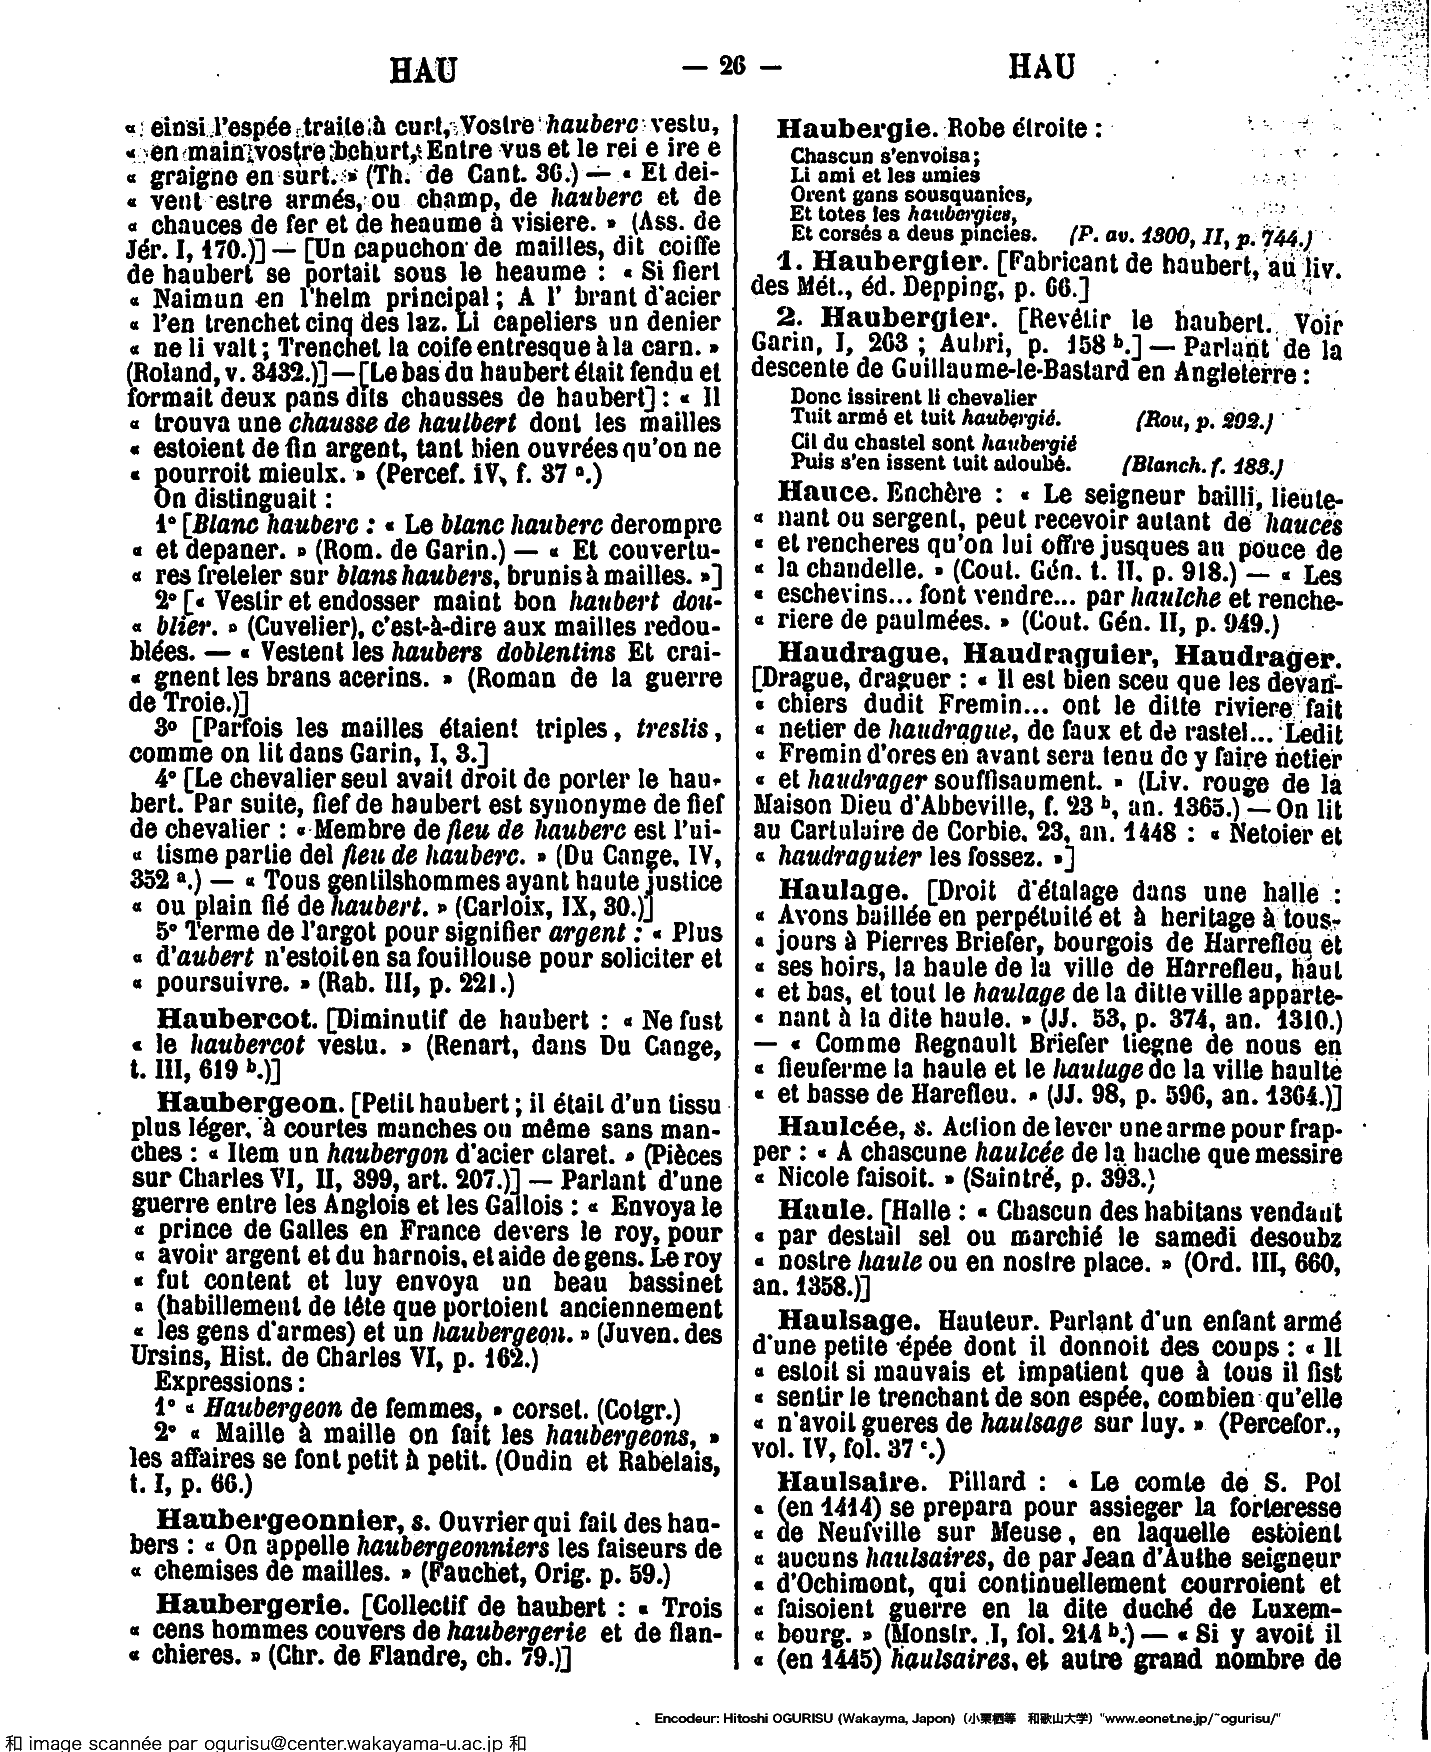 HAU
— 26 —
HAU
« einsi l'espée traite à curt, Vostre hauberc vestu,
« en main vostre behurt, Entre vus et le rei e ire e
« graigne en surt. » (Th. de Cant. 36.) — « Et dei-
« vent estre armés, ou champ, de hauberc et de
« chauces de fer et de heaume à visiere. » (Ass. de
Jér. I, 170.)] — [Un capuchon de mailles, dit coiffe
de haubert se portait sous le heaume : « Si fiert
« Naimun en l'helm principal ; A l' brant d'acier
« l'en trenchet cinq des laz. Li capeliers un denier
« ne li valt ; Trenchet la coife entresque à la carn. »
(Roland, v. 3432.)] — [Le bas du haubert était fendu et
formait deux pans dits chausses de haubert] : « Il
« trouva une chausse de haulbert dont les mailles
« estoient de fin argent, tant bien ouvrées qu'on ne
« pourroit mieulx. » (Percef. IV, f. 37 a.)
On distinguait :
1° [Blanc hauberc : « Le blanc hauberc derompre
« et depaner. » (Rom. de Garin.) — « Et couvertu-
« res freteler sur blans haubers, brunis à mailles. »]
2° [« Vestir et endosser maint bon haubert dou-
« blier. » (Cuvelier), c'est-à-dire aux mailles redou-
blées. — « Vestent les haubers doblentins Et crai-
« gnent les brans acerins. » (Roman de la guerre
de Troie.)]
3° [Parfois les mailles étaient triples, treslis,
comme on lit dans Garin, I, 3.]
4° [Le chevalier seul avait droit de porter le hau-
bert. Par suite, fief de haubert est synonyme de fief
de chevalier : « Membre de fieu de hauberc est l'ui-
« tisme partie del fieu de hauberc. » (Du Cange, IV,
352 a.) — « Tous gentilshommes ayant haute justice
« ou plain fié de haubert. » (Carloix, IX, 30.)]
5° Terme de l'argot pour signifier argent : « Plus
« d'aubert n'estoit en sa fouillouse pour soliciter et
« poursuivre. » (Rab. III, p. 221.)
Haubercot. [Diminutif de haubert : « Ne fust
« le haubercot vestu. » (Renart, dans Du Cange,
t. III, 619 b.)]
Haubergeon. [Petit haubert ; il était d'un tissu
plus léger, à courtes manches ou même sans man-
ches : « Item un haubergon d'acier claret. » (Pièces
sur Charles VI, II, 399, art. 207.)] — Parlant d'une
guerre entre les Anglois et les Gallois : « Envoya le
« prince de Galles en France devers le roy, pour
« avoir argent et du harnois, et aide de gens. Le roy
« fut content et luy envoya un beau bassinet
« (habillement de tête que portoient anciennement
« les gens d'armes) et un haubergeon. » (Juven. des
Ursins, Hist. de Charles VI, p. 162.)
Expressions :
1° « Haubergeon de femmes, » corset. (Cotgr.)
2° « Maille à maille on fait les haubergeons, »
les affaires se font petit à petit. (Oudin et Rabelais,
t. I, p. 66.)
Haubergeonnier, s. Ouvrier qui fait des hau-
bers : « On appelle haubergeonniers les faiseurs de
« chemises de mailles. » (Fauchet, Orig. p. 59.)
Haubergerie. [Collectif de haubert : « Trois
« cens hommes couvers de haubergerie et de flan-
« chieres. » (Chr. de Flandre, ch. 79.)]
Haubergie. Robe étroite :
Chascun s'envoisa ;
Li ami et les amies
Orent gans sousquanies,
Et totes les haubergies,
Et corsés a deus pincies. (P. av. 1300, II, p. 744.)
1. Haubergier. [Fabricant de haubert, au liv.
des Mét., éd. Depping, p. 66.]
2. Haubergier. [Revêtir le haubert. Voir
Garin, I, 263 ; Aubri, p. 158 b.] — Parlant de la
descente de Guillaume-le-Bastard en Angleterre :
Donc issirent li chevalier
Tuit armé et tuit haubergié. (Rou, p. 292.)
Cil du chastel sont haubergié
Puis s'en issent tuit adoubé. (Blanch. f. 183.)
Hauce. Enchère : « Le seigneur bailli, lieute-
« nant ou sergent, peut recevoir autant de hauces
« et rencheres qu'on lui offre jusques au pouce de
« la chandelle. » (Cout. Gén. t. II, p. 918.) — « Les
« eschevins... font vendre... par haulche et renche-
« riere de paulmées. » (Cout. Gén. II, p. 949.)
Haudrague, Haudraguier, Haudrager.
[Drague, draguer : « Il est bien sceu que les devan-
« chiers dudit Fremin... ont le ditte riviere fait
« netier de haudrague, de faux et de rastel... Ledit
« Fremin d'ores en avant sera tenu de y faire netier
« et haudrager souffisaument. » (Liv. rouge de la
Maison Dieu d'Abbeville, f. 23 b, an. 1365.) — On lit
au Cartulaire de Corbie, 23, an. 1448 : « Netoier et
« haudraguier les fossez. »]
Haulage. [Droit d'étalage dans une halle :
« Avons baillée en perpétuité et à heritage à tous-
« jours à Pierres Briefer, bourgois de Harrefleu et
« ses hoirs, la haule de la ville de Harrefleu, haut
« et bas, et tout le haulage de la ditte ville apparte-
« nant à la dite haule. » (JJ. 53, p. 374, an. 1310.)
— « Comme Regnault Briefer tiegne de nous en
« fieuferme la haule et le haulage de la ville haulte
« et basse de Harefleu. » (JJ. 98, p. 596, an. 1364.)]
Haulcée, s. Action de lever une arme pour frap-
per : « A chascune haulcée de la hache que messire
« Nicole faisoit. » (Saintré, p. 393.)
Haule. [Halle : « Chascun des habitans vendant
« par destail sel ou marchié le samedi desoubz
« nostre haule ou en nostre place. » (Ord. III, 660,
an. 1358.)]
Haulsage. Hauteur. Parlant d'un enfant armé
d'une petite épée dont il donnoit des coups : « Il
« estoit si mauvais et impatient que à tous il fist
« sentir le trenchant de son espée, combien qu'elle
« n'avoit gueres de haulsage sur luy. » (Percefor.,
vol. IV, fol. 37 c.)
Haulsaire. Pillard : « Le comte de S. Pol
« (en 1414) se prepara pour assieger la forteresse
« de Neufville sur Meuse, en laquelle estoient
« aucuns haulsaires, de par Jean d'Authe seigneur
« d'Ochimont, qui continuellement courroient et
« faisoient guerre en la dite duché de Luxem-
« bourg. » (Monstr. I, fol. 214 b.) — « Si y avoit il
« (en 1445) haulsaires, et autre grand nombre de
Encodeur: Hitoshi OGURISU (Wakayma, Japon) (小栗栖等 和歌山大学) "www.eonet.ne.jp/~ogurisu/"
和 image scannée par ogurisu@center.wakayama-u.ac.jp 和